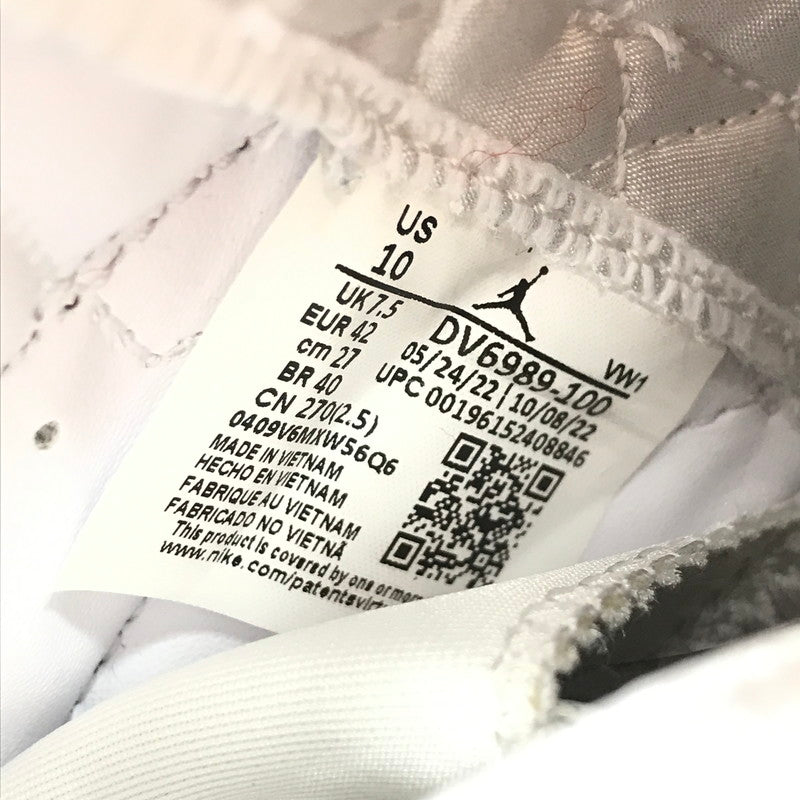 US
10
UK 7.5
EUR 42
cm 27
BR 40
CN 270(2.5)
0409V6MXW56Q6
MADE IN VIETNAM
HECHO EN VIETNAM
FABRIQUE AU VIETNAM
FABRICADO NO VIETNÃ
This product is covered by one or more
www.nike.com/patents
VW1
DV6989-100
05/24/22 | 10/08/22
UPC 00196152408846